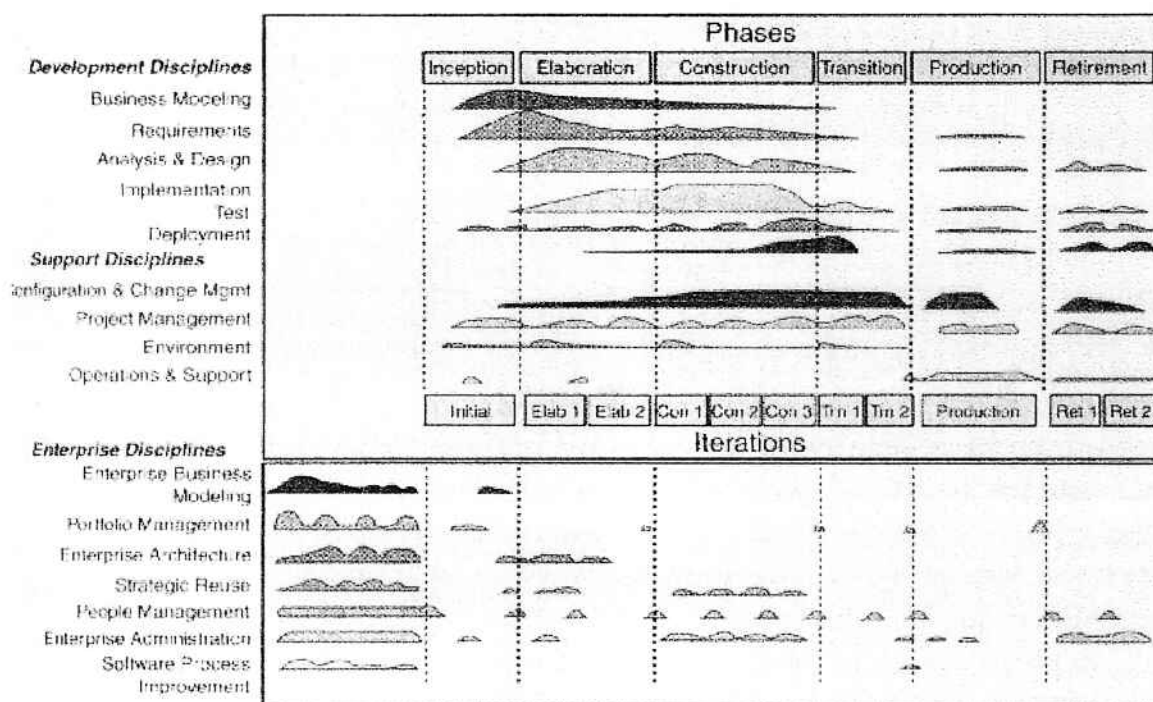 Phases
Development Disciplines
Inception Elaboration Construction Transition Production Retirement
Business Modeling
Requirements
Analysis & Design
Implementation
Test
Deployment
Support Disciplines
onfiguration & Change Mgmt
Project Management
Environment
Operations & Support
Initial Elab 1 Elab 2 Con 1 Con 2 Con 3 Trn 1 Trn 2 Production Ret 1 Ret 2
Iterations
Enterprise Disciplines
Enterprise Business
Modeling
Portfolio Management
Enterprise Architecture
Strategic Reuse
People Management
Enterprise Administration
Software Process
Improvement